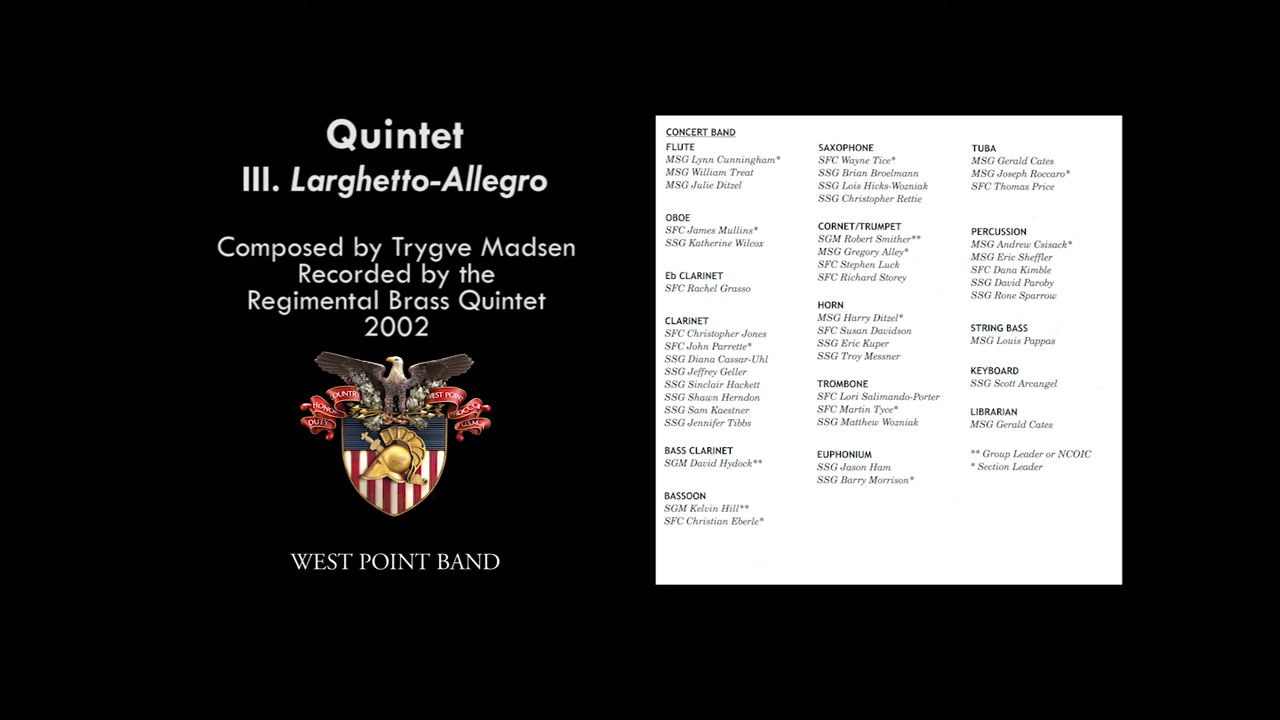 Quintet
III. Larghetto-Allegro
Composed by Trygve Madsen
Recorded by the
Regimental Brass Quintet
2002
HONOR
COUNTRY
DUTY
WEST POINT
MDCCCII
U.S.M.A.
WEST POINT BAND
CONCERT BAND
FLUTE
MSG Lynn Cunningham*
MSG William Treat
MSG Julie Ditzel
OBOE
SFC James Mullins*
SSG Katherine Wilcox
Eb CLARINET
SFC Rachel Grasso
CLARINET
SFC Christopher Jones
SFC John Parrette*
SSG Diana Cassar-Uhl
SSG Jeffrey Geller
SSG Sinclair Hackett
SSG Shawn Herndon
SSG Sam Kaestner
SSG Jennifer Tibbs
BASS CLARINET
SGM David Hydock**
BASSOON
SGM Kelvin Hill**
SFC Christian Eberle*
SAXOPHONE
SFC Wayne Tice*
SSG Brian Broelmann
SSG Lois Hicks-Wozniak
SSG Christopher Rettie
CORNET/TRUMPET
SGM Robert Smither**
MSG Gregory Alley*
SFC Stephen Luck
SFC Richard Storey
HORN
MSG Harry Ditzel*
SFC Susan Davidson
SSG Eric Kuper
SSG Troy Messner
TROMBONE
SFC Lori Salimando-Porter
SFC Martin Tyce*
SSG Matthew Wozniak
EUPHONIUM
SSG Jason Ham
SSG Barry Morrison*
TUBA
MSG Gerald Cates
MSG Joseph Roccaro*
SFC Thomas Price
PERCUSSION
MSG Andrew Csisack*
MSG Eric Sheffler
SFC Dana Kimble
SSG David Paroby
SSG Rone Sparrow
STRING BASS
MSG Louis Pappas
KEYBOARD
SSG Scott Arcangel
LIBRARIAN
MSG Gerald Cates
** Group Leader or NCOIC
* Section Leader